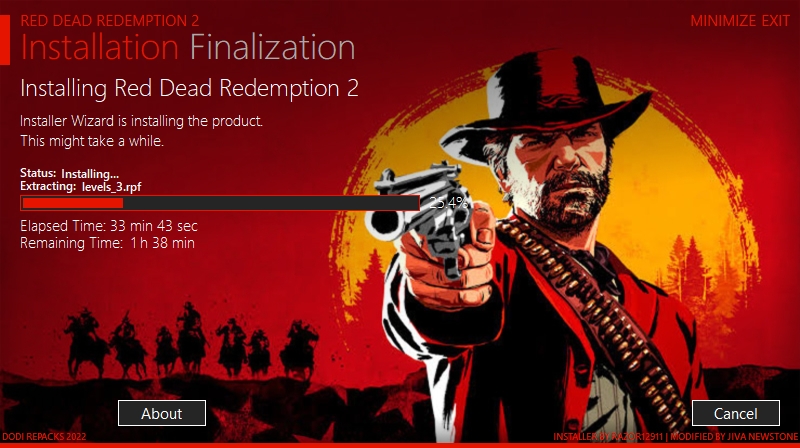 RED DEAD REDEMPTION 2
MINIMIZE EXIT
Installation Finalization
Installing Red Dead Redemption 2
Installer Wizard is installing the product.
This might take a while.
Status: Installing...
Extracting: levels_3.rpf
25.4%
Elapsed Time: 33 min 43 sec
Remaining Time: 1 h 38 min
About
Cancel
DODI REPACKS 2022
INSTALLER BY RAZOR12911 | MODIFIED BY JIVA NEWSTONE